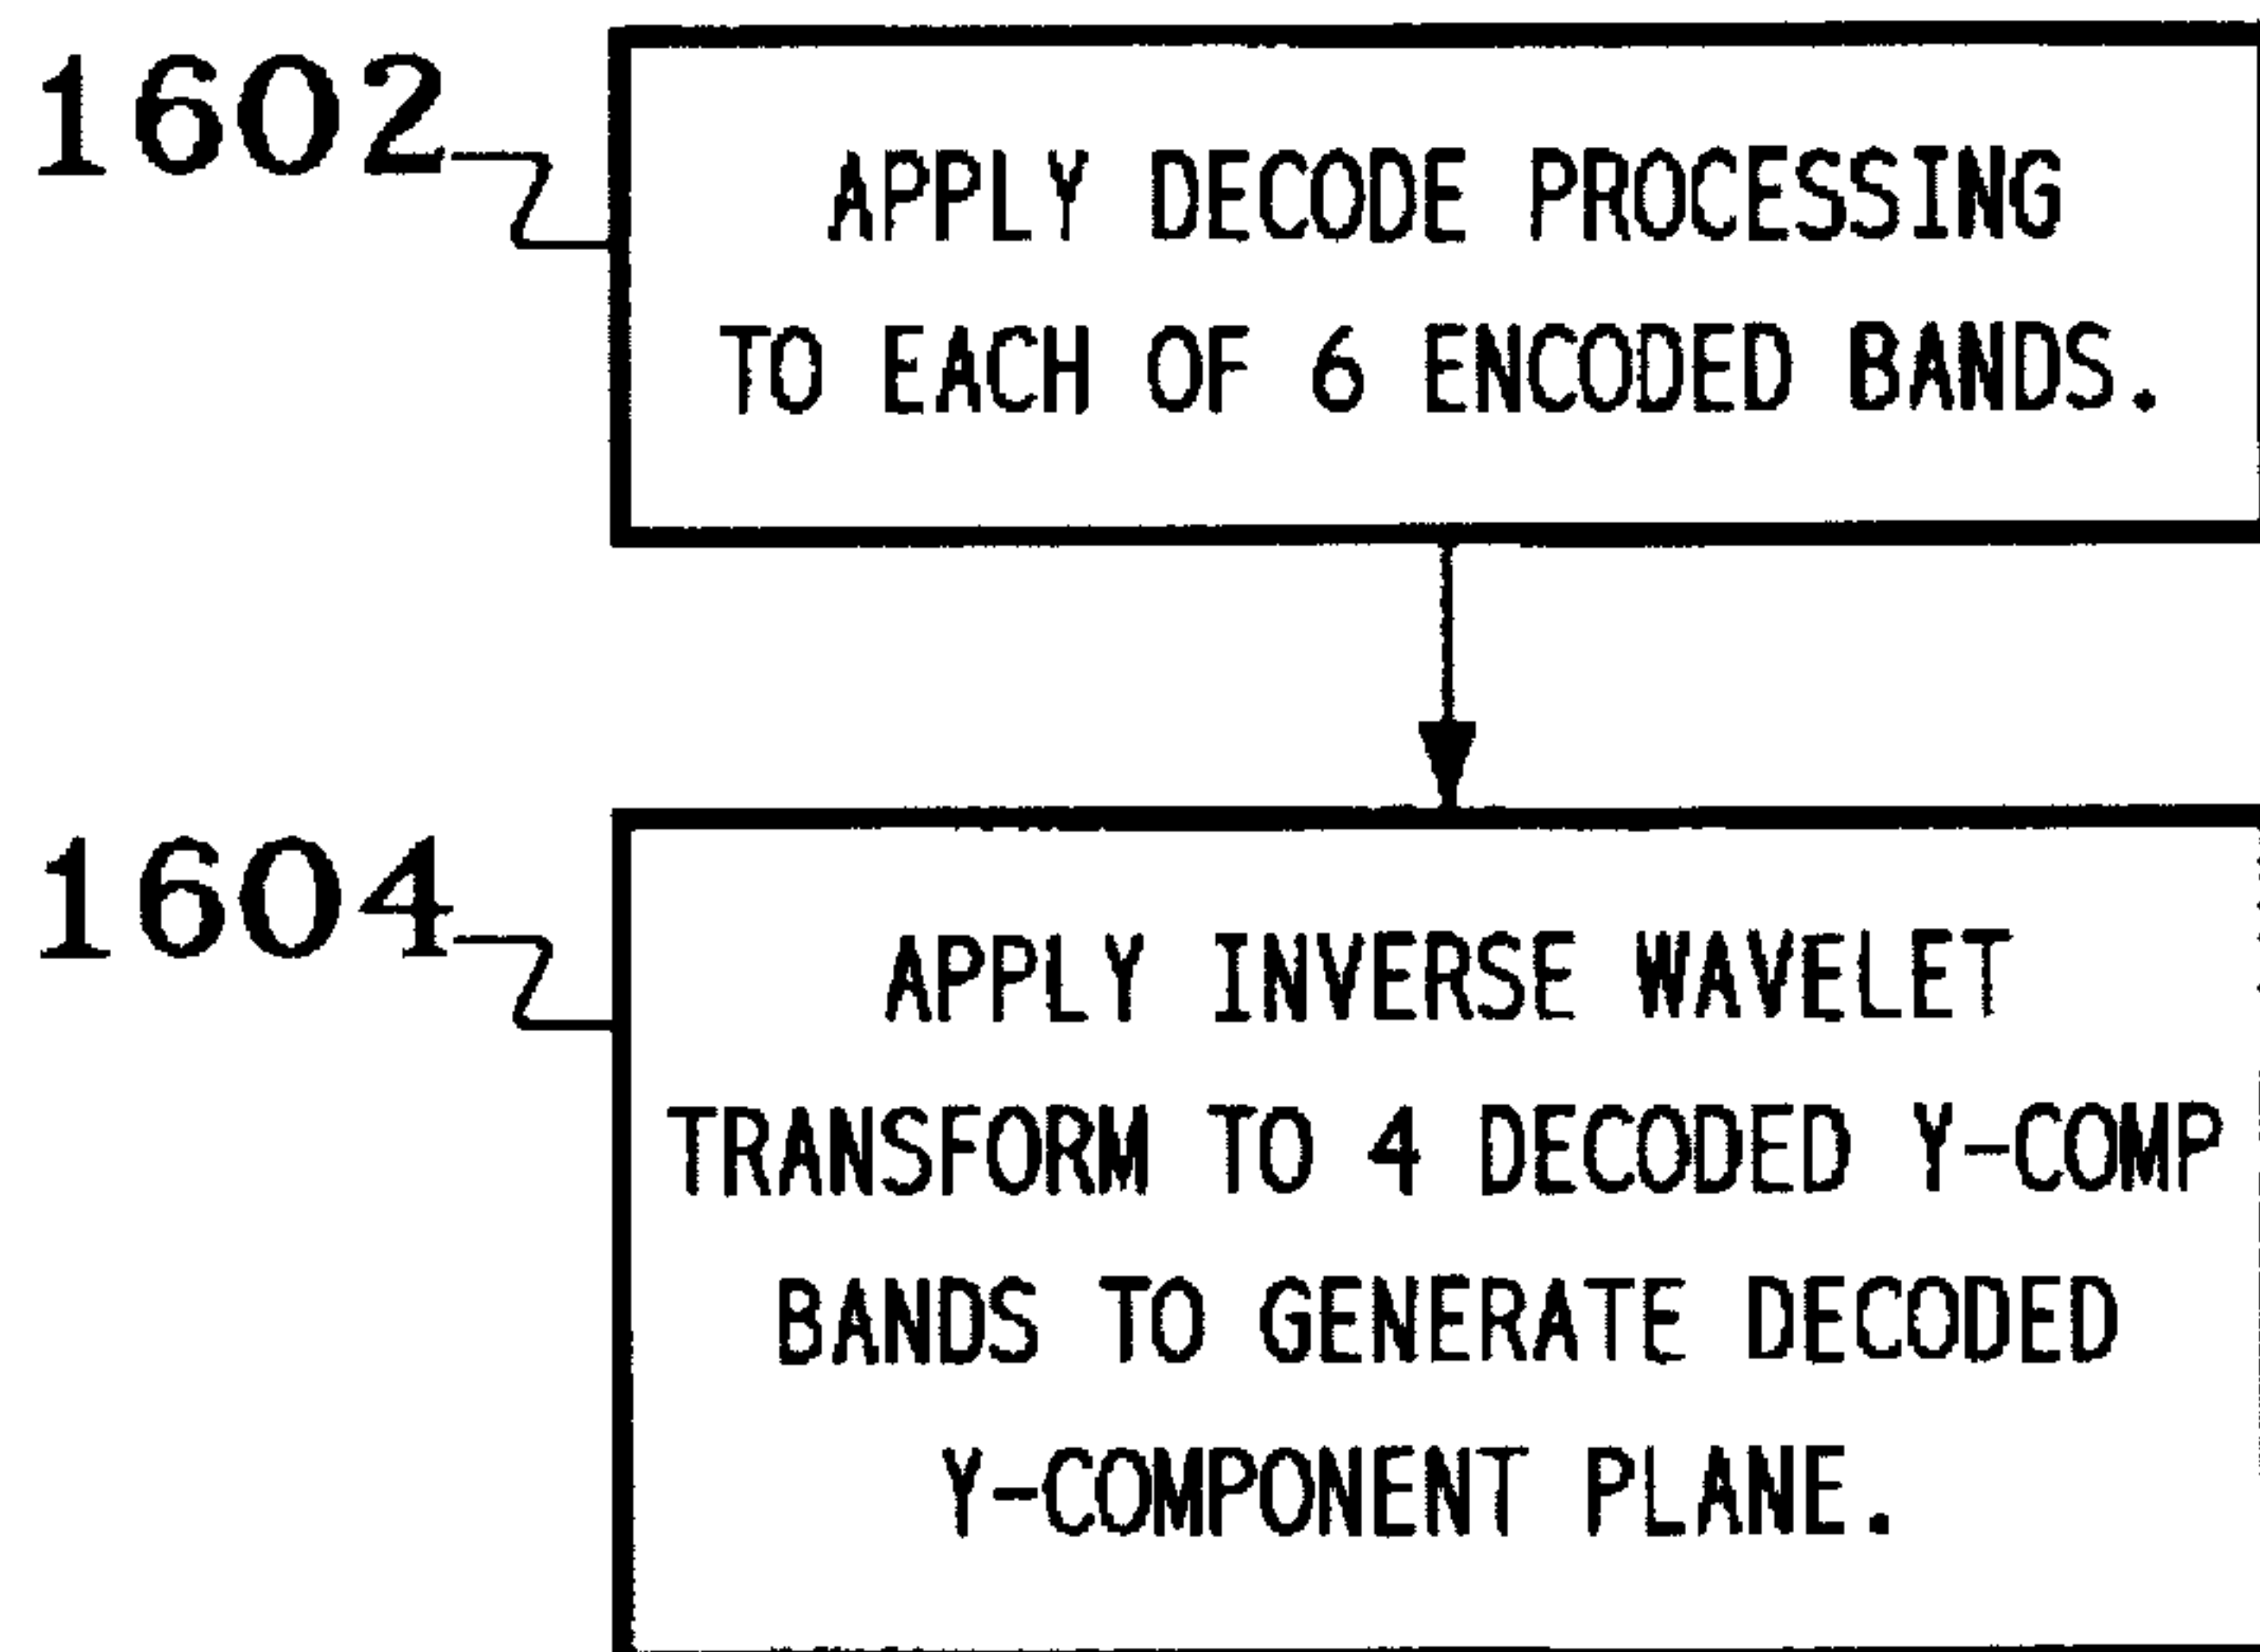 1602
APPLY DECODE PROCESSING
TO EACH OF 6 ENCODED BANDS.
1604
APPLY INVERSE WAVELET
TRANSFORM TO 4 DECODED Y-COMP
BANDS TO GENERATE DECODED
Y-COMPONENT PLANE.